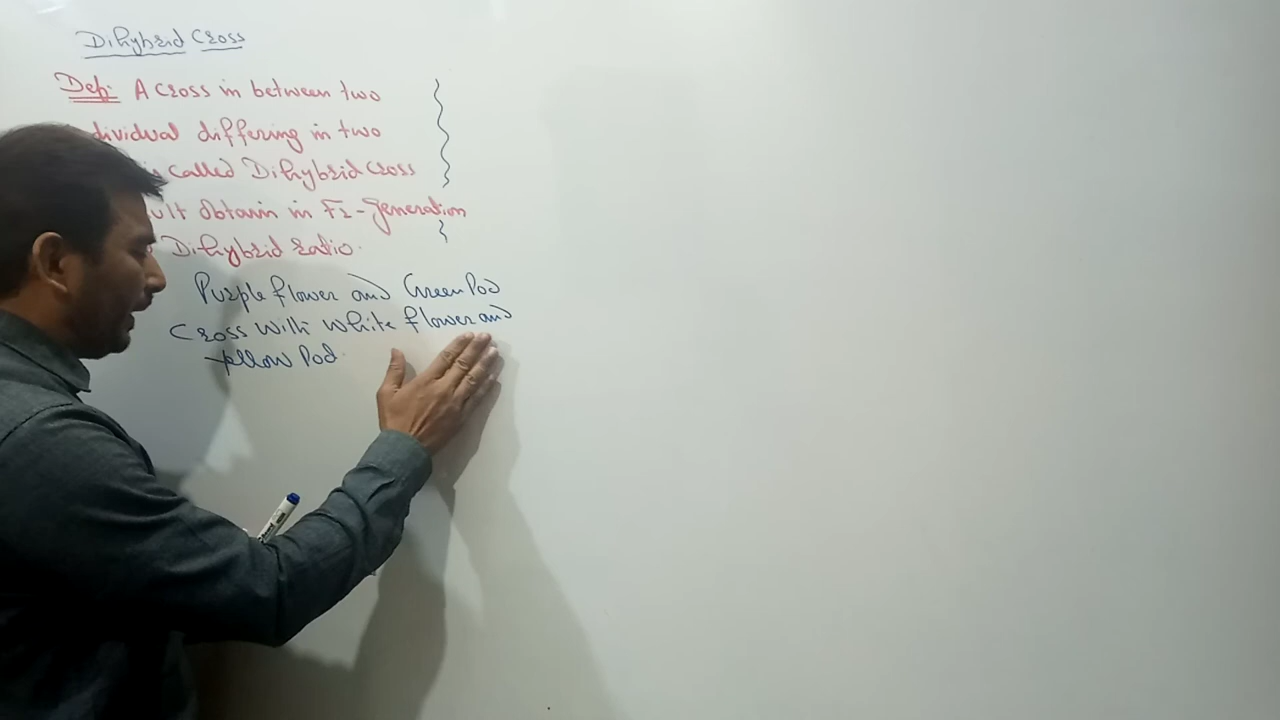 Dihybrid Cross
Def: A cross in between two
dividual differing in two
called Dihybrid cross
ult obtain in F2-generation
Dihybrid ratio.
Purple flower and Green Pod
Cross with white flower and
yellow Pod.